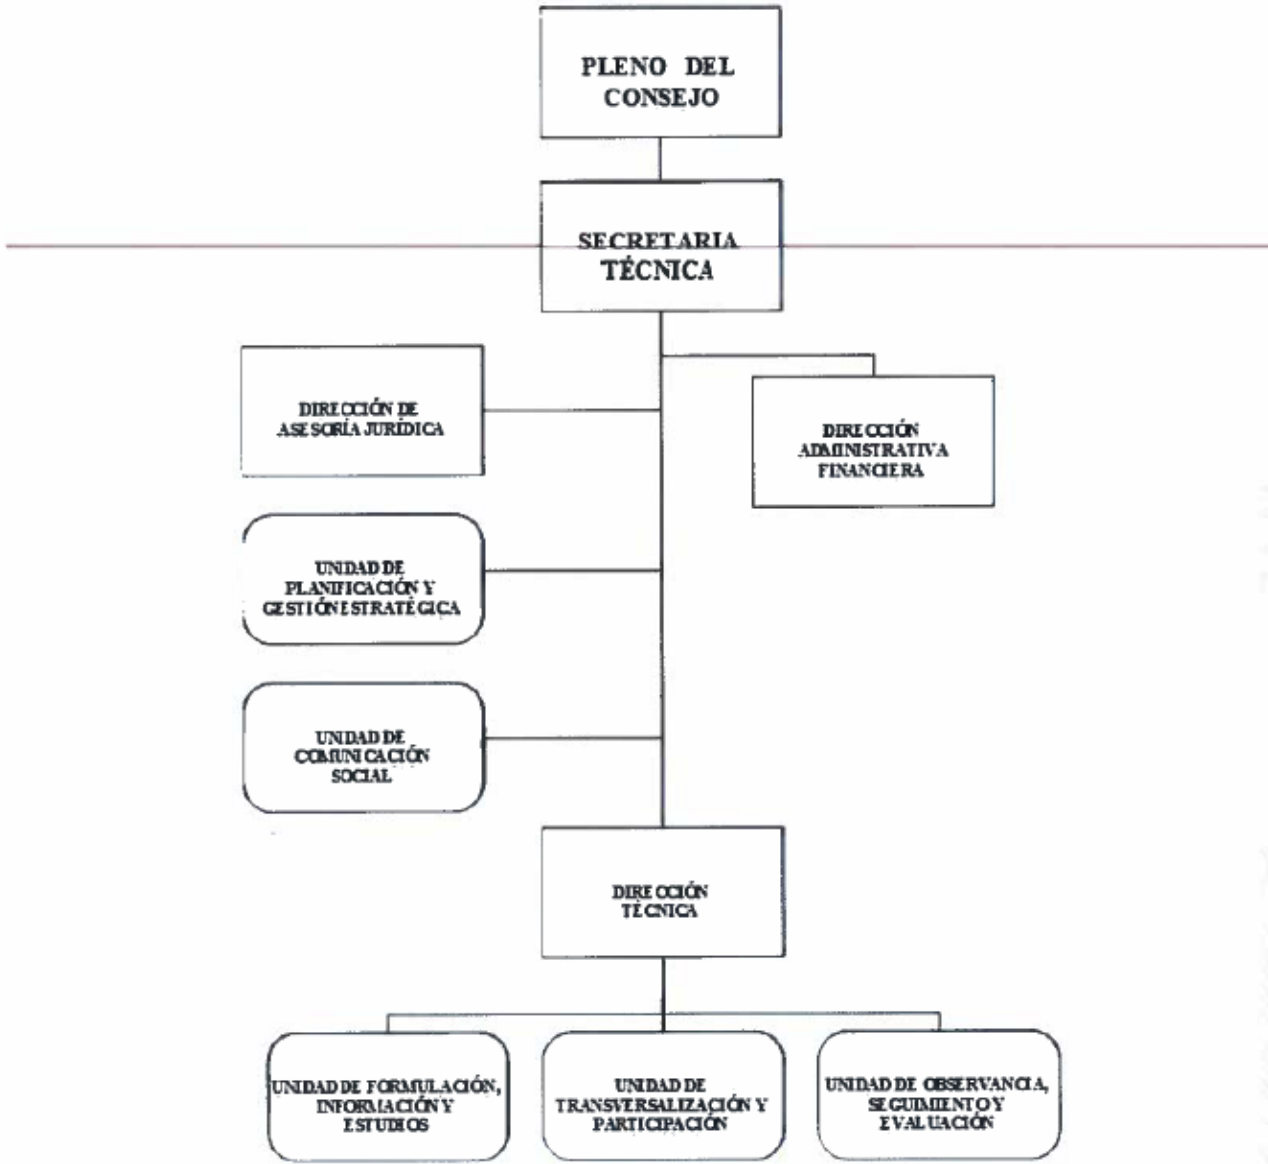 PLENO DEL
CONSEJO
SECRETARIA
TÉCNICA
DIRECCIÓN DE
ASESORÍA JURÍDICA
DIRECCIÓN
ADMINISTRATIVA
FINANCIERA
UNIDAD DE
PLANIFICACIÓN Y
GESTIÓN ESTRATÉGICA
UNIDAD DE
COMUNICACIÓN
SOCIAL
DIRECCIÓN
TÉCNICA
UNIDAD DE FORMULACIÓN,
INFORMACIÓN Y
ESTUDIOS
UNIDAD DE
TRANSVERSALIZACIÓN Y
PARTICIPACIÓN
UNIDAD DE OBSERVANCIA,
SEGUIMIENTO Y
EVALUACIÓN